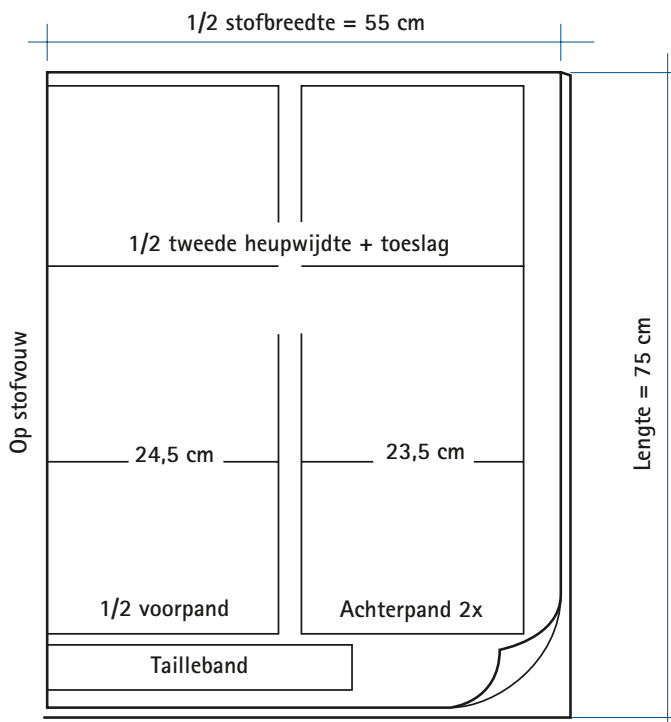 1/2 stofbreedte = 55 cm
1/2 tweede heupwijdte + toeslag
Op stofvouw
Lengte = 75 cm
24,5 cm
23,5 cm
1/2 voorpand
Achterpand 2x
Tailleband